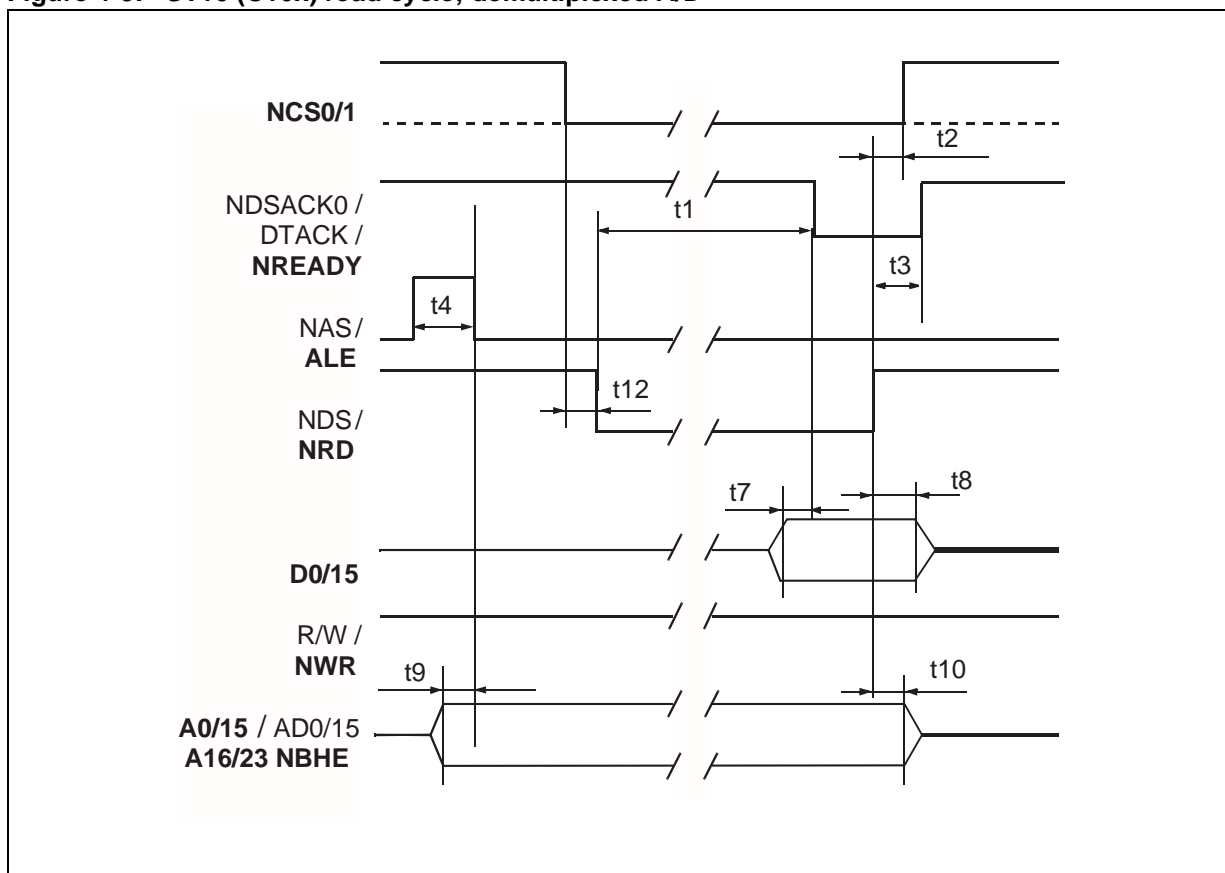 NCS0/1
t2
NDSACK0 /
DTACK /
NREADY
t1
t3
t4
NAS/
ALE
t12
NDS/
NRD
t7
t8
D0/15
R/W /
NWR
t9
t10
A0/15 / AD0/15
A16/23 NBHE